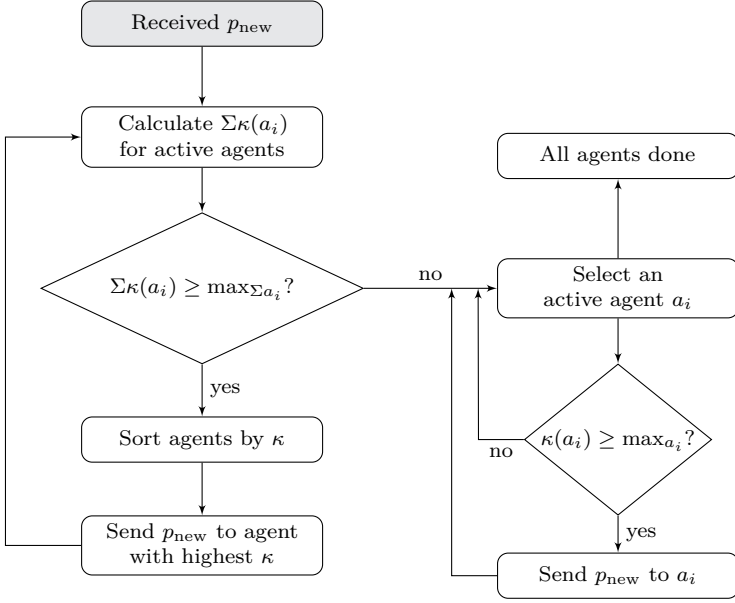 Received p_new
Calculate Σκ(a_i)
for active agents
Σκ(a_i) ≥ max_Σa_i?
yes
Sort agents by κ
Send p_new to agent
with highest κ
no
All agents done
Select an
active agent a_i
κ(a_i) ≥ max_a_i?
no
yes
Send p_new to a_i